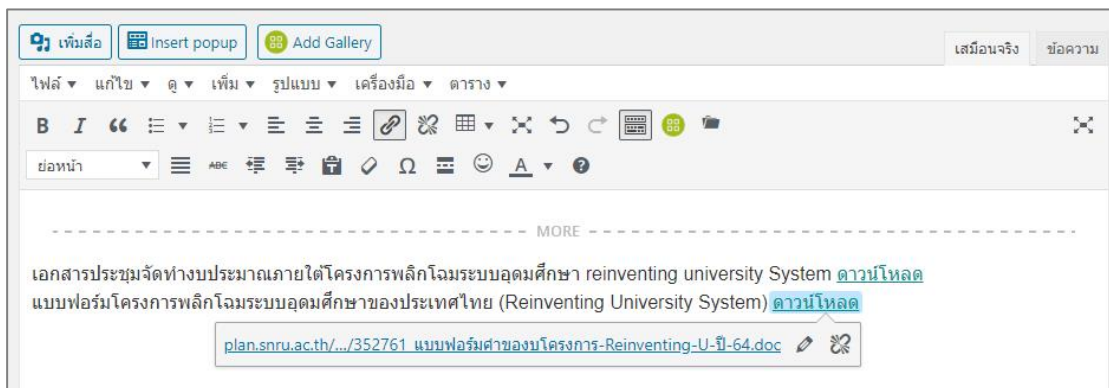 เพิ่มสื่อ Insert popup Add Gallery
เสมือนจริง ข้อความ
ไฟล์ แก้ไข ดู เพิ่ม รูปแบบ เครื่องมือ ตาราง
B I
ย่อหน้า ABC T Ω A ?
MORE
เอกสารประชุมจัดทำงบประมาณภายใต้โครงการพลิกโฉมระบบอุดมศึกษา reinventing university System ดาวน์โหลด
แบบฟอร์มโครงการพลิกโฉมระบบอุดมศึกษาของประเทศไทย (Reinventing University System) ดาวน์โหลด
plan.snru.ac.th/.../352761_แบบฟอร์มคำของบโครงการ-Reinventing-U-ปี-64.doc